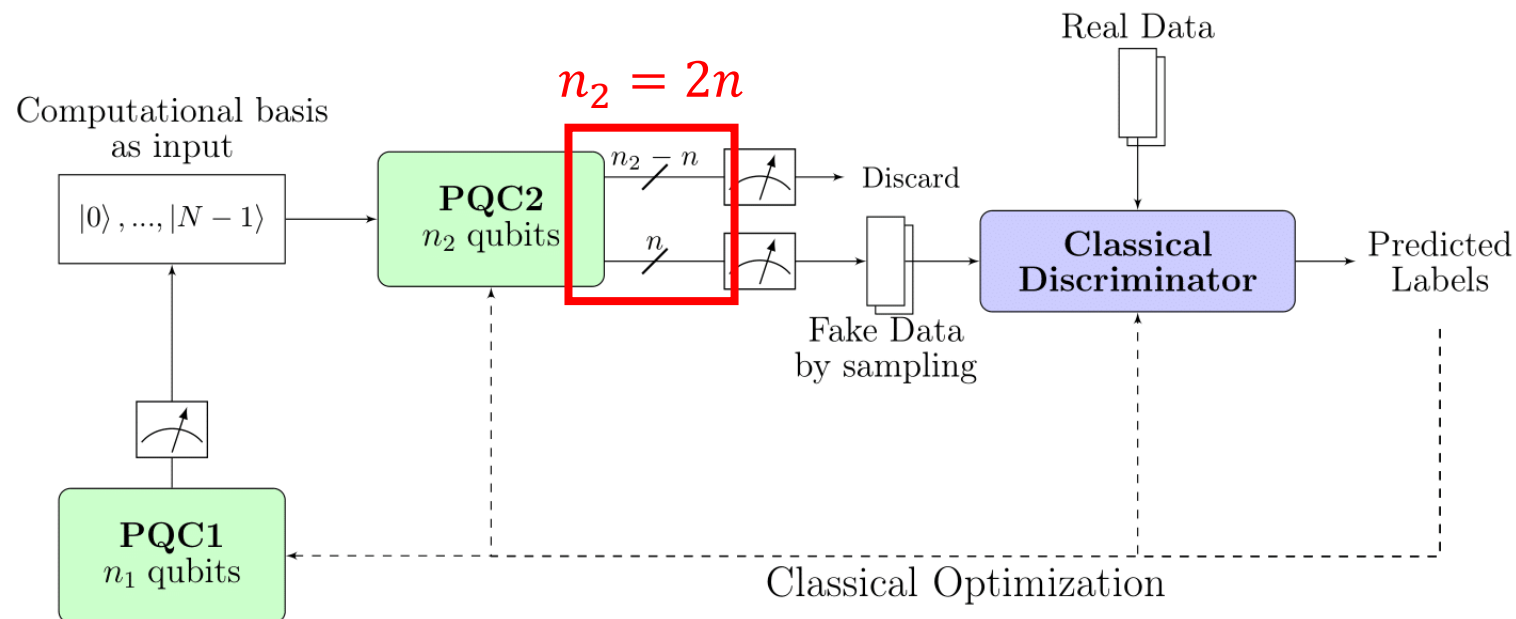 Real Data
n₂ = 2n
Computational basis
as input
|0⟩ , ..., |N − 1⟩
PQC2
n₂ qubits
n₂ − n
n
Discard
Fake Data
by sampling
Classical
Discriminator
Predicted
Labels
PQC1
n₁ qubits
Classical Optimization